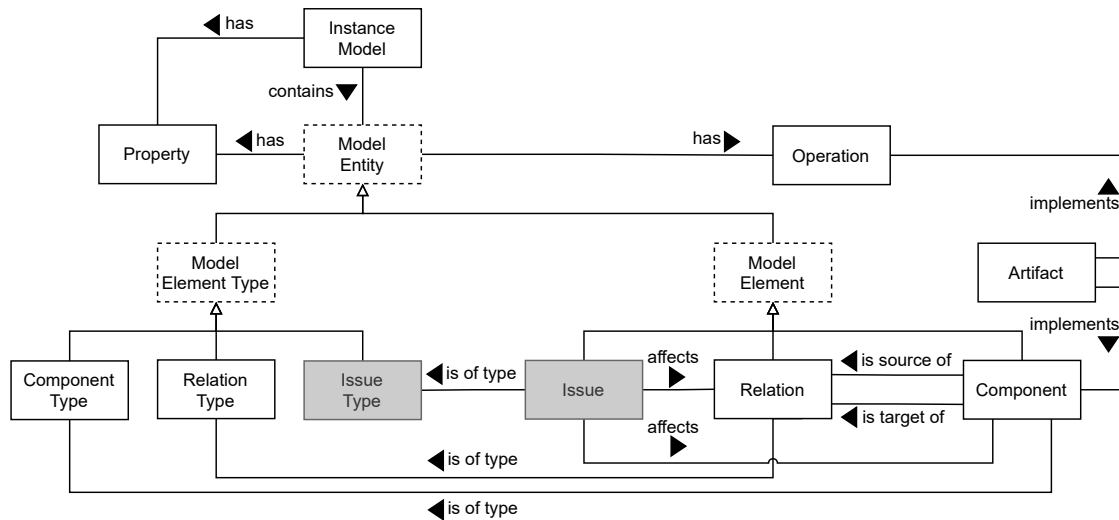 has
Instance
Model
contains
Property
has
Model
Entity
has
Operation
implements
Model
Element Type
Model
Element
Artifact
implements
Component
Type
Relation
Type
Issue
Type
is of type
Issue
affects
Relation
is source of
is target of
Component
affects
is of type
is of type